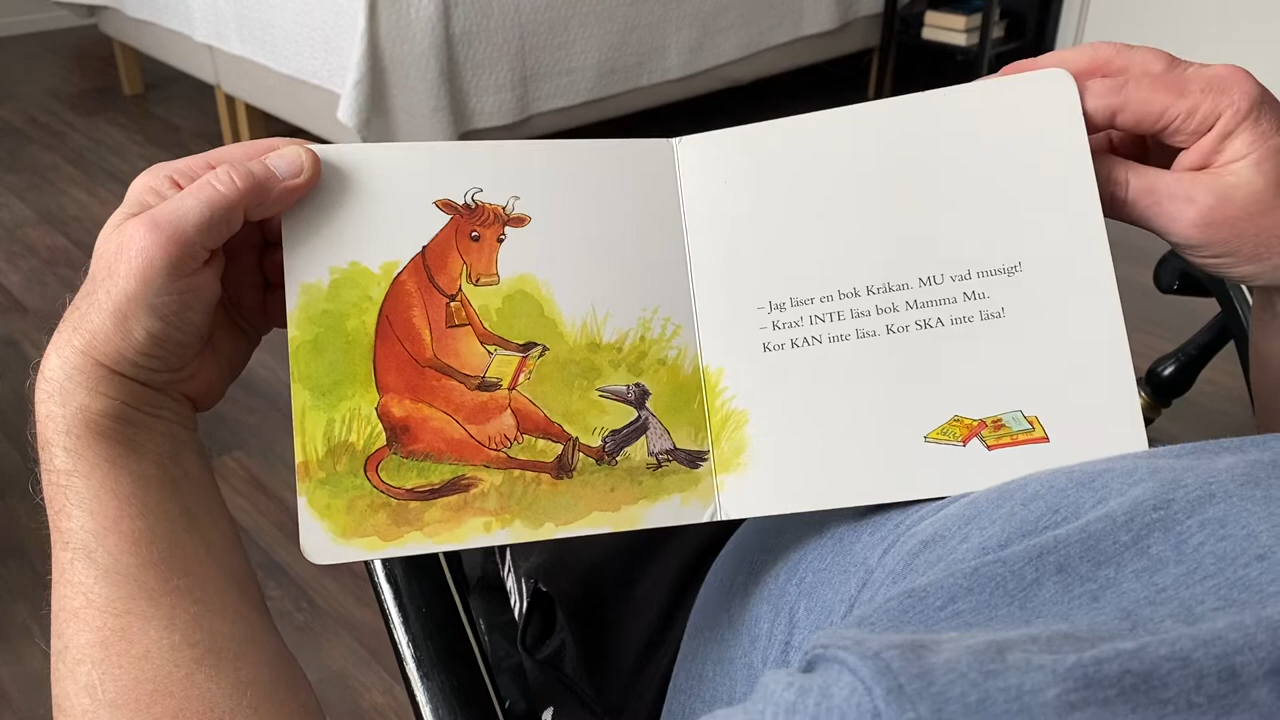 – Jag läser en bok Kråkan. MU vad musigt!
– Krax! INTE läsa bok Mamma Mu.
Kor KAN inte läsa. Kor SKA inte läsa!